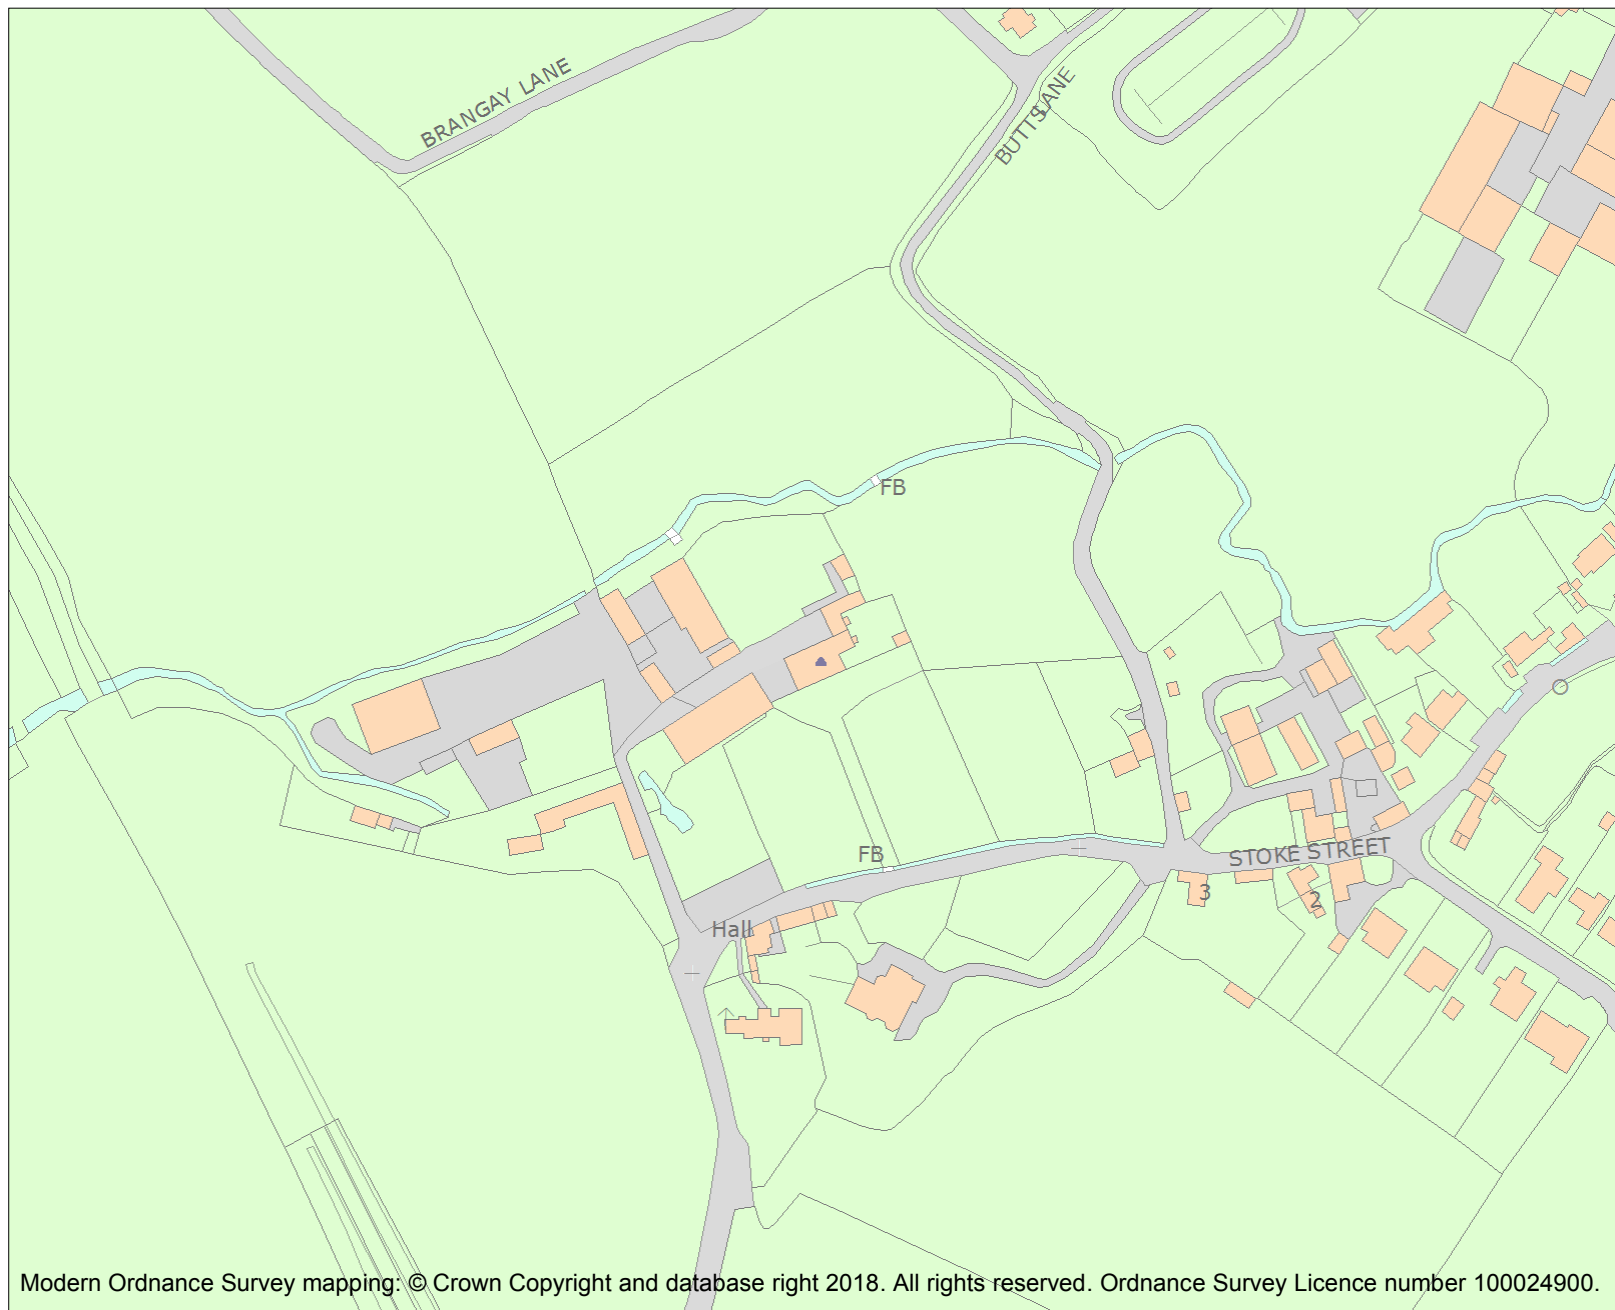 BRANGAY LANE
BUTTS LANE
FB
FB
STOKE STREET
3
2
Hall
Modern Ordnance Survey mapping: © Crown Copyright and database right 2018. All rights reserved. Ordnance Survey Licence number 100024900.